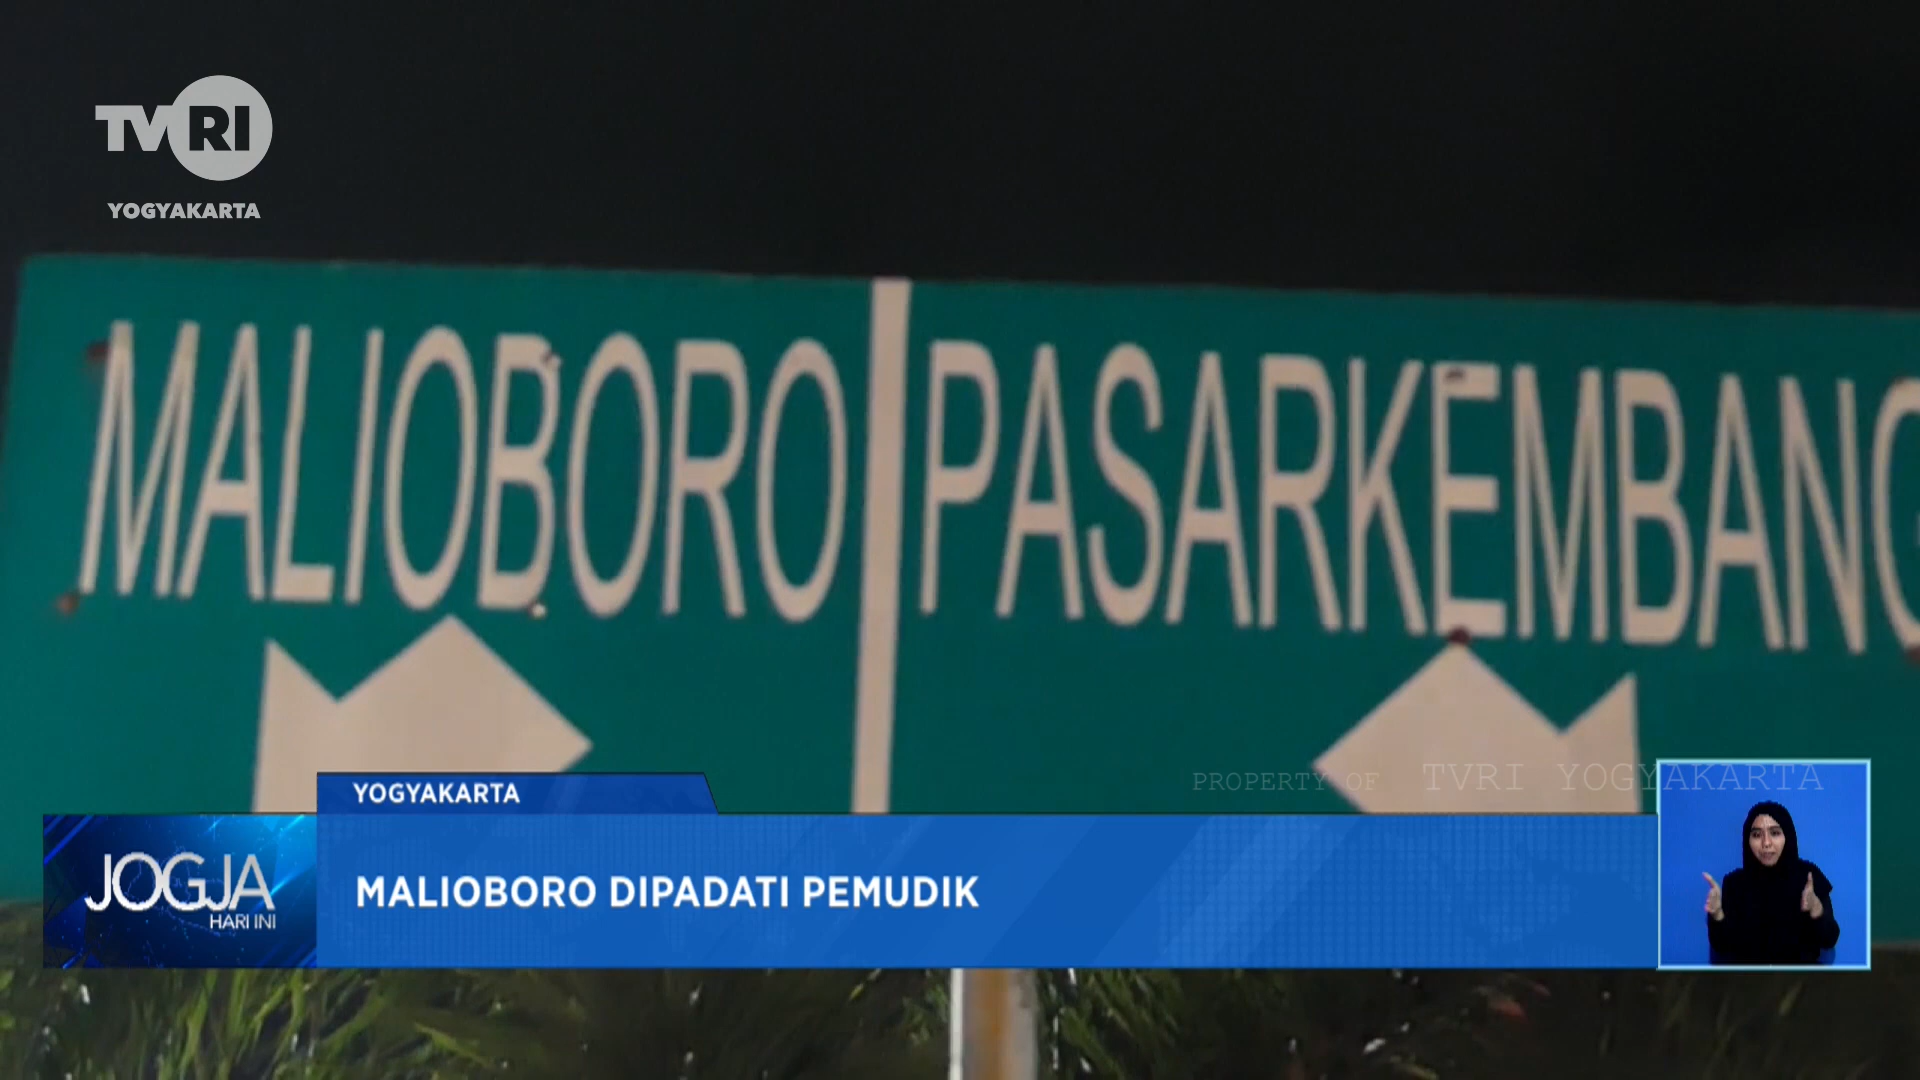 TVRI
YOGYAKARTA
MALIOBORO PASARKEMBANG
PROPERTY OF TVRI YOGYAKARTA
YOGYAKARTA
JOGJA
HARI INI
MALIOBORO DIPADATI PEMUDIK